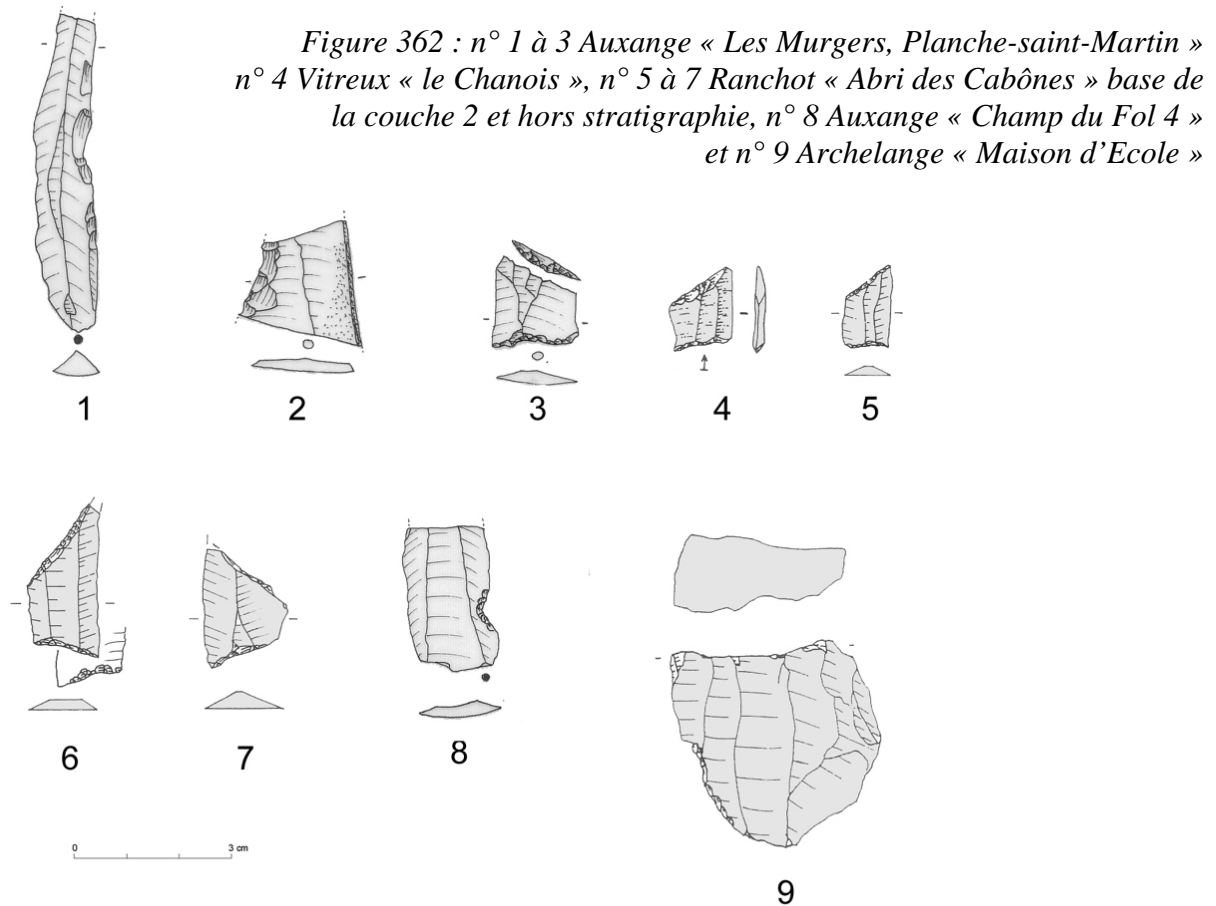 Figure 362 : n° 1 à 3 Auxange « Les Murgers, Planche-saint-Martin »
n° 4 Vitreux « le Chanois », n° 5 à 7 Ranchot « Abri des Cabônes » base de
la couche 2 et hors stratigraphie, n° 8 Auxange « Champ du Fol 4 »
et n° 9 Archelange « Maison d'Ecole »
1
2
3
4
5
6
7
8
0 3 cm
9